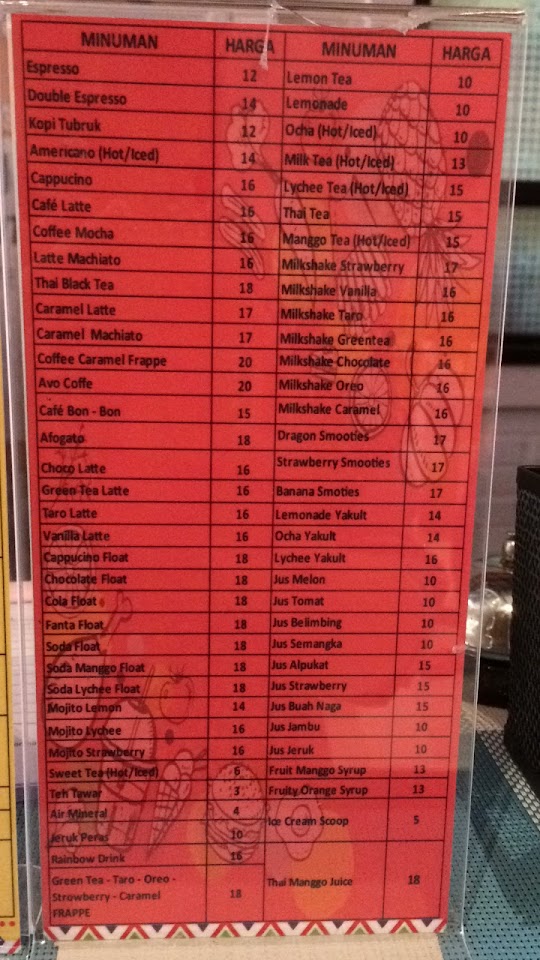 MINUMAN HARGA MINUMAN HARGA
Espresso 12 Lemon Tea 10
Double Espresso 14 Lemonade 10
Kopi Tubruk 12 Ocha (Hot/Iced) 10
Americano (Hot/Iced) 14 Milk Tea (Hot/Iced) 13
Cappucino 16 Lychee Tea (Hot/Iced) 15
Café Latte 16 Thai Tea 15
Coffee Mocha 16 Manggo Tea (Hot/Iced) 15
Latte Machiato 16 Milkshake Strawberry 17
Thai Black Tea 18 Milkshake Vanilla 16
Caramel Latte 17 Milkshake Taro 16
Caramel Machiato 17 Milkshake Greentea 16
Coffee Caramel Frappe 20 Milkshake Chocolate 16
Avo Coffe 20 Milkshake Oreo 16
Café Bon - Bon 15 Milkshake Caramel 16
Afogato 18 Dragon Smooties 17
Choco Latte 16 Strawberry Smooties 17
Green Tea Latte 16 Banana Smoties 17
Taro Latte 16 Lemonade Yakult 14
Vanilla Latte 16 Ocha Yakult 14
Cappucino Float 18 Lychee Yakult 16
Chocolate Float 18 Jus Melon 10
Cola Float 18 Jus Tomat 10
Fanta Float 18 Jus Belimbing 10
Soda Float 18 Jus Semangka 10
Soda Manggo Float 18 Jus Alpukat 15
Soda Lychee Float 18 Jus Strawberry 15
Mojito Lemon 14 Jus Buah Naga 15
Mojito Lychee 16 Jus Jambu 10
Mojito Strawberry 16 Jus Jeruk 10
Sweet Tea (Hot/Iced) 6 Fruit Manggo Syrup 13
Teh Tawar 3 Fruity Orange Syrup 13
Air Mineral 4 Ice Cream Scoop 5
Jeruk Peras 10
Rainbow Drink 16
Green Tea - Taro - Oreo -
Strowberry - Caramel 18 Thai Manggo Juice 18
FRAPPE